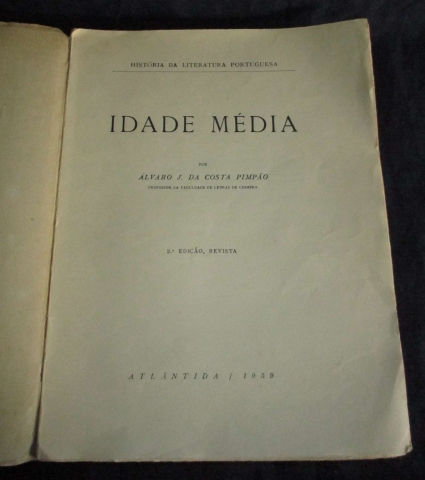 HISTÓRIA DA LITERATURA PORTUGUESA
IDADE MÉDIA
POR
ÁLVARO J. DA COSTA PIMPÃO
PROFESSOR DA FACULDADE DE LETRAS DE COIMBRA
2.ª EDIÇÃO, REVISTA
ATLÂNTIDA / 1959